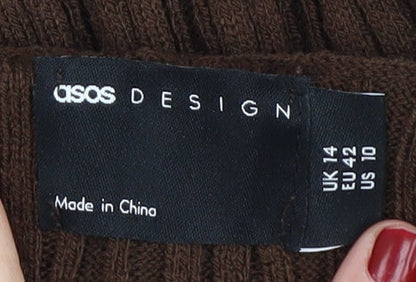 asos DESIGN
Made in China
UK 14
EU 42
US 10